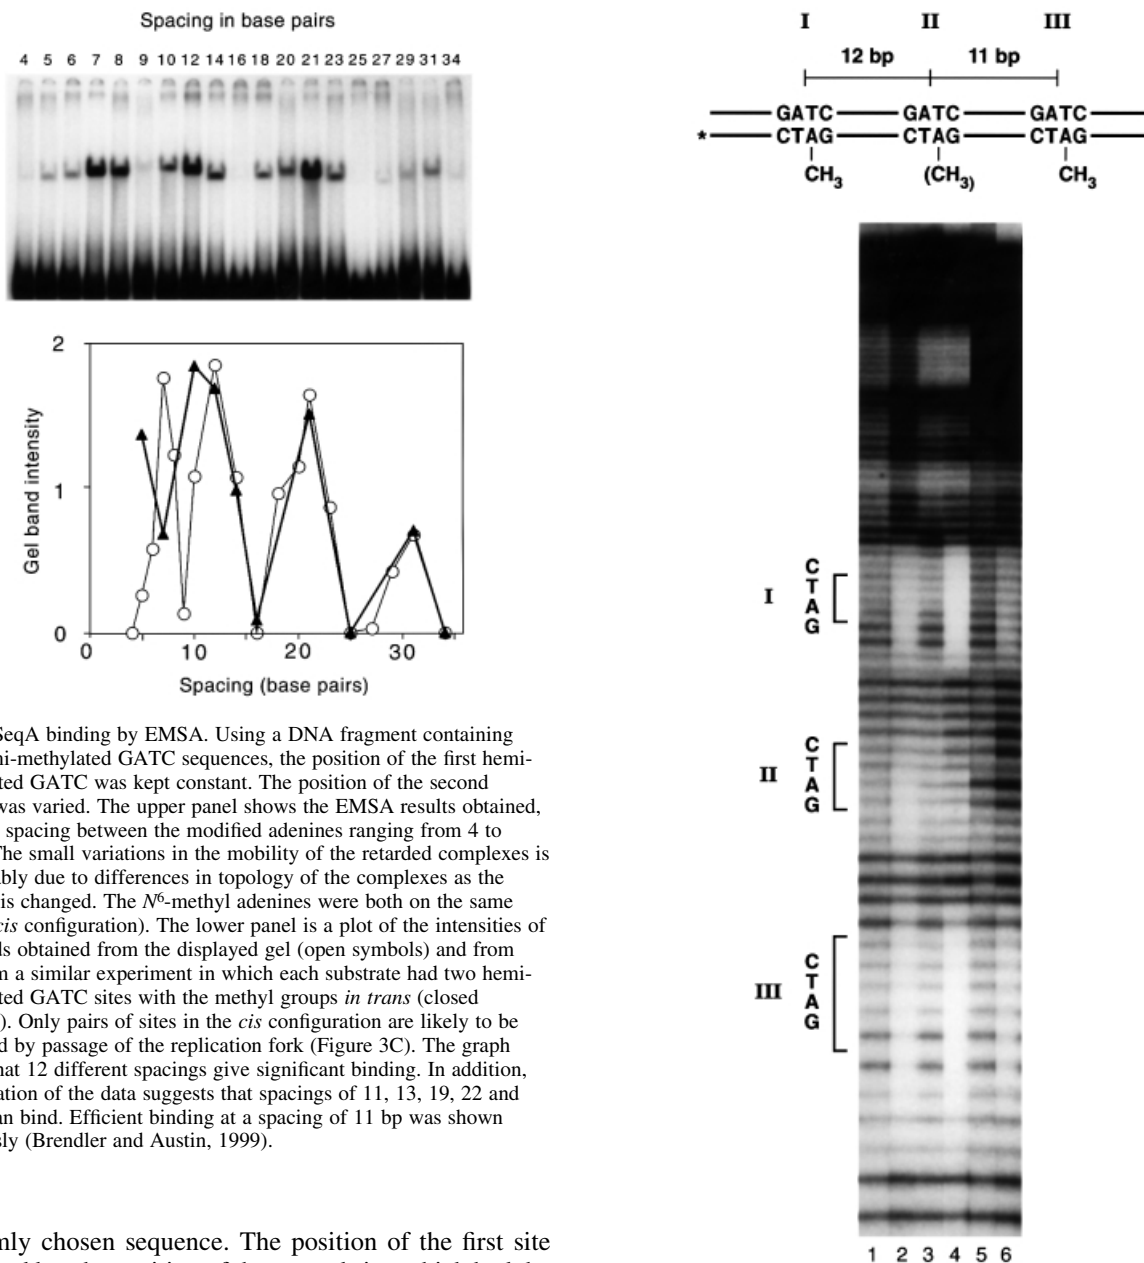 Spacing in base pairs
4 5 6 7 8 9 10 12 14 16 18 20 21 23 25 27 29 31 34
2
1
0
Gel band intensity
0 10 20 30
Spacing (base pairs)
SeqA binding by EMSA. Using a DNA fragment containing
ni-methylated GATC sequences, the position of the first hemi-
ted GATC was kept constant. The position of the second
was varied. The upper panel shows the EMSA results obtained,
spacing between the modified adenines ranging from 4 to
The small variations in the mobility of the retarded complexes is
ably due to differences in topology of the complexes as the
is changed. The N⁶-methyl adenines were both on the same
cis configuration). The lower panel is a plot of the intensities of
ds obtained from the displayed gel (open symbols) and from
m a similar experiment in which each substrate had two hemi-
ted GATC sites with the methyl groups in trans (closed
). Only pairs of sites in the cis configuration are likely to be
d by passage of the replication fork (Figure 3C). The graph
hat 12 different spacings give significant binding. In addition,
ation of the data suggests that spacings of 11, 13, 19, 22 and
an bind. Efficient binding at a spacing of 11 bp was shown
sly (Brendler and Austin, 1999).
mly chosen sequence. The position of the first site
I II III
12 bp 11 bp
GATC GATC GATC
* CTAG CTAG CTAG
CH₃ (CH₃) CH₃
I
C
T
A
G
II
C
T
A
G
III
C
T
A
G
1 2 3 4 5 6